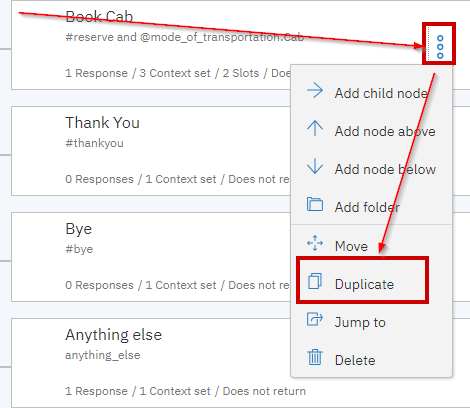 Book Cab
#reserve and @mode_of_transportation:Cab
1 Response / 3 Context set / 2 Slots / Doe
Add child node
Add node above
Add node below
Add folder
Move
Duplicate
Jump to
Delete
Thank You
#thankyou
0 Responses / 1 Context set / Does not re
Bye
#bye
0 Responses / 1 Context set / Does not re
Anything else
anything_else
1 Response / 1 Context set / Does not return